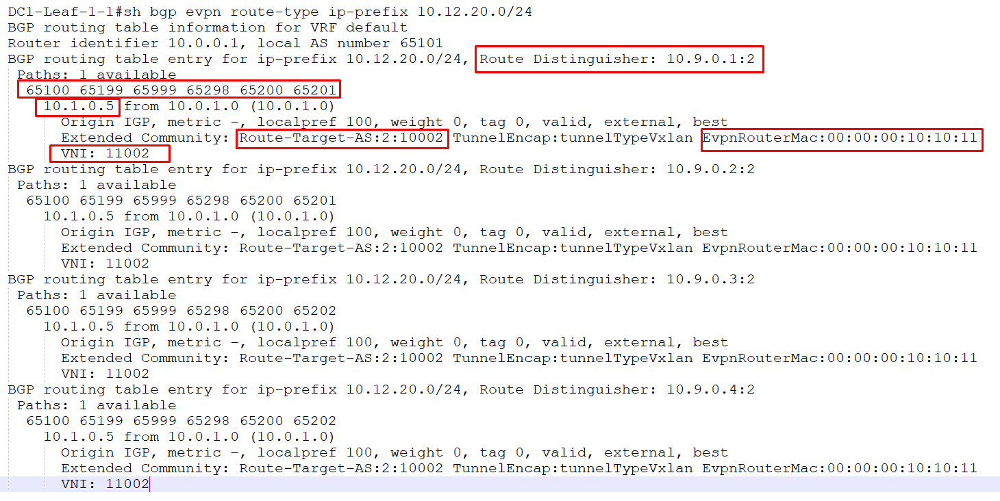 DC1-Leaf-1-1#sh bgp evpn route-type ip-prefix 10.12.20.0/24
BGP routing table information for VRF default
Router identifier 10.0.0.1, local AS number 65101
BGP routing table entry for ip-prefix 10.12.20.0/24, Route Distinguisher: 10.9.0.1:2
Paths: 1 available
65100 65199 65999 65298 65200 65201
10.1.0.5 from 10.0.1.0 (10.0.1.0)
Origin IGP, metric -, localpref 100, weight 0, tag 0, valid, external, best
Extended Community: Route-Target-AS:2:10002 TunnelEncap:tunnelTypeVxlan EvpnRouterMac:00:00:00:10:10:11
VNI: 11002
BGP routing table entry for ip-prefix 10.12.20.0/24, Route Distinguisher: 10.9.0.2:2
Paths: 1 available
65100 65199 65999 65298 65200 65201
10.1.0.5 from 10.0.1.0 (10.0.1.0)
Origin IGP, metric -, localpref 100, weight 0, tag 0, valid, external, best
Extended Community: Route-Target-AS:2:10002 TunnelEncap:tunnelTypeVxlan EvpnRouterMac:00:00:00:10:10:11
VNI: 11002
BGP routing table entry for ip-prefix 10.12.20.0/24, Route Distinguisher: 10.9.0.3:2
Paths: 1 available
65100 65199 65999 65298 65200 65202
10.1.0.5 from 10.0.1.0 (10.0.1.0)
Origin IGP, metric -, localpref 100, weight 0, tag 0, valid, external, best
Extended Community: Route-Target-AS:2:10002 TunnelEncap:tunnelTypeVxlan EvpnRouterMac:00:00:00:10:10:11
VNI: 11002
BGP routing table entry for ip-prefix 10.12.20.0/24, Route Distinguisher: 10.9.0.4:2
Paths: 1 available
65100 65199 65999 65298 65200 65202
10.1.0.5 from 10.0.1.0 (10.0.1.0)
Origin IGP, metric -, localpref 100, weight 0, tag 0, valid, external, best
Extended Community: Route-Target-AS:2:10002 TunnelEncap:tunnelTypeVxlan EvpnRouterMac:00:00:00:10:10:11
VNI: 11002